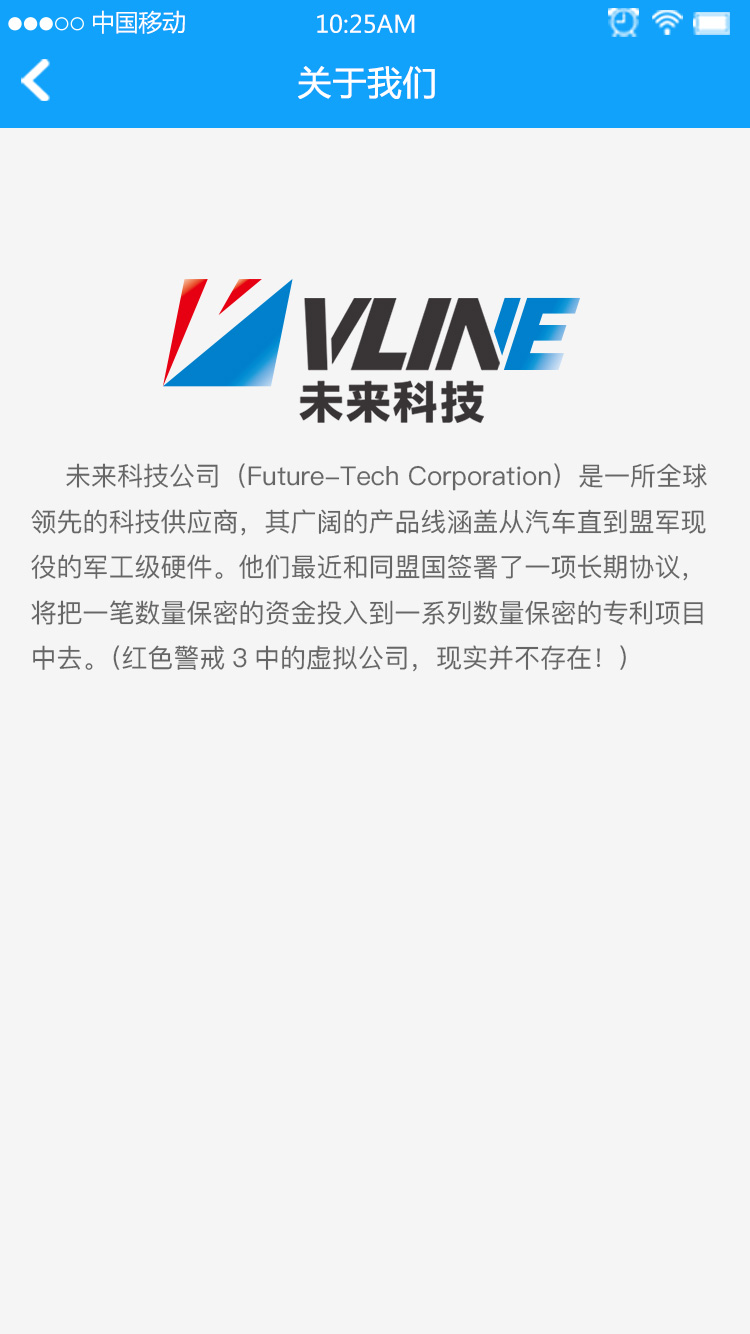 中国移动 10:25AM
关于我们
VLINE
未来科技
未来科技公司（Future-Tech Corporation）是一所全球
领先的科技供应商，其广阔的产品线涵盖从汽车直到盟军现
役的军工级硬件。他们最近和同盟国签署了一项长期协议，
将把一笔数量保密的资金投入到一系列数量保密的专利项目
中去。（红色警戒 3 中的虚拟公司，现实并不存在！）